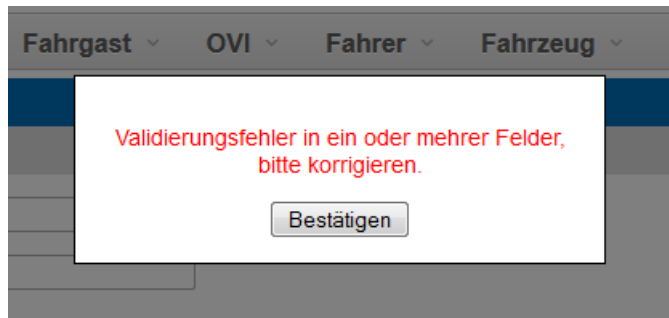 Fahrgast OVI Fahrer Fahrzeug
Validierungsfehler in ein oder mehrer Felder,
bitte korrigieren.
Bestätigen